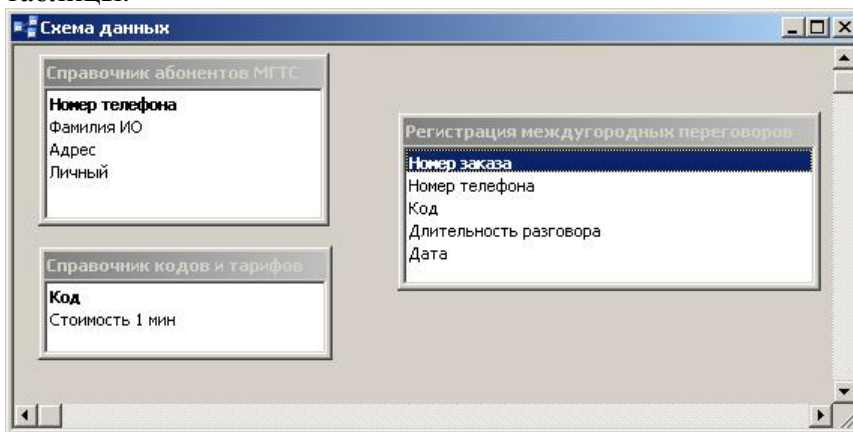 таблицы.
Схема данных
Справочник абонентов МГТС
Номер телефона
Фамилия ИО
Адрес
Личный
Регистрация междугородных переговоров
Номер заказа
Номер телефона
Код
Длительность разговора
Дата
Справочник кодов и тарифов
Код
Стоимость 1 мин